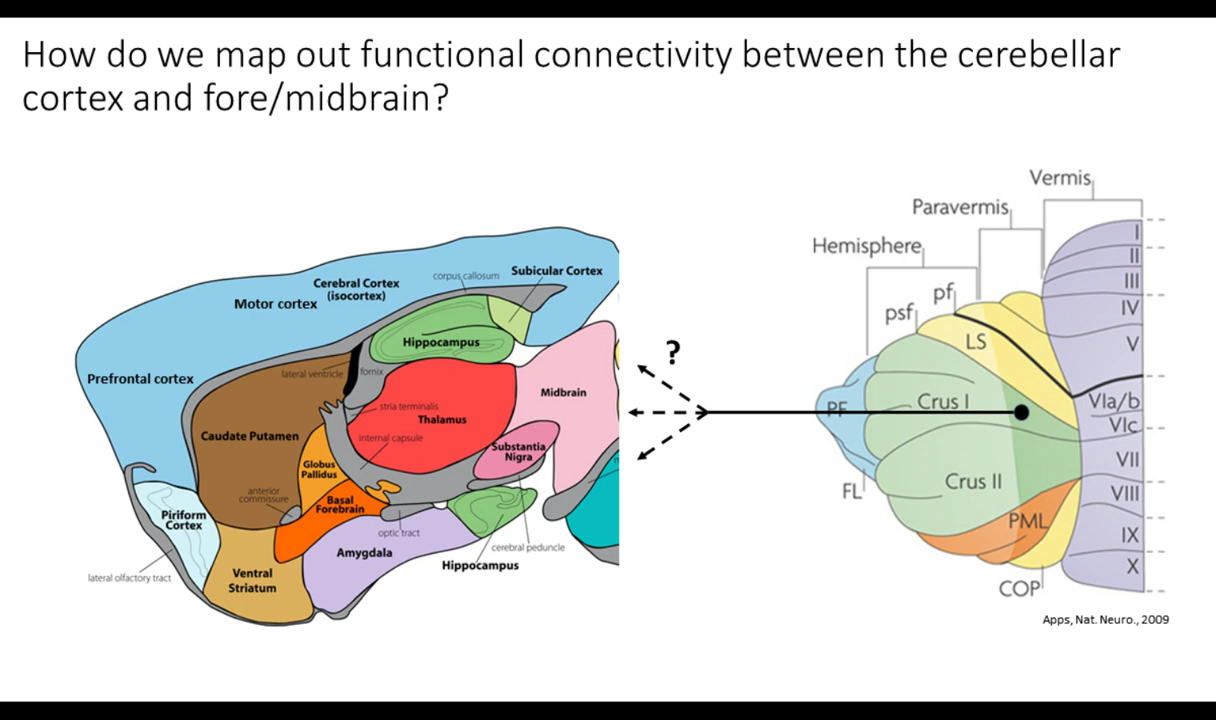 How do we map out functional connectivity between the cerebellar
cortex and fore/midbrain?
Cerebral Cortex
(isocortex)
Motor cortex
corpus callosum
Subicular Cortex
Prefrontal cortex
lateral ventricle
fornix
Hippocampus
Midbrain
stria terminalis
Thalamus
Caudate Putamen
internal capsule
Substantia
Nigra
Globus
Pallidus
anterior
commissure
Basal
Forebrain
Piriform
Cortex
optic tract
Amygdala
cerebral peduncle
Hippocampus
lateral olfactory tract
Ventral
Striatum
?
Vermis
Paravermis
Hemisphere
pf
psf
LS
PF
Crus I
Crus II
FL
PML
COP
I
II
III
IV
V
VIa/b
VIc
VII
VIII
IX
X
Apps, Nat. Neuro., 2009